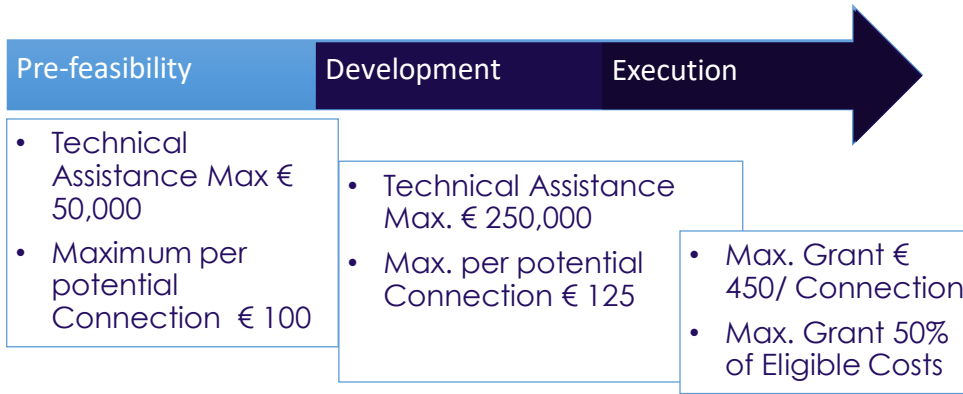 Pre-feasibility
Development
Execution
• Technical
Assistance Max €
50,000
• Maximum per
potential
Connection € 100
• Technical Assistance
Max. € 250,000
• Max. per potential
Connection € 125
• Max. Grant €
450/ Connection
• Max. Grant 50%
of Eligible Costs